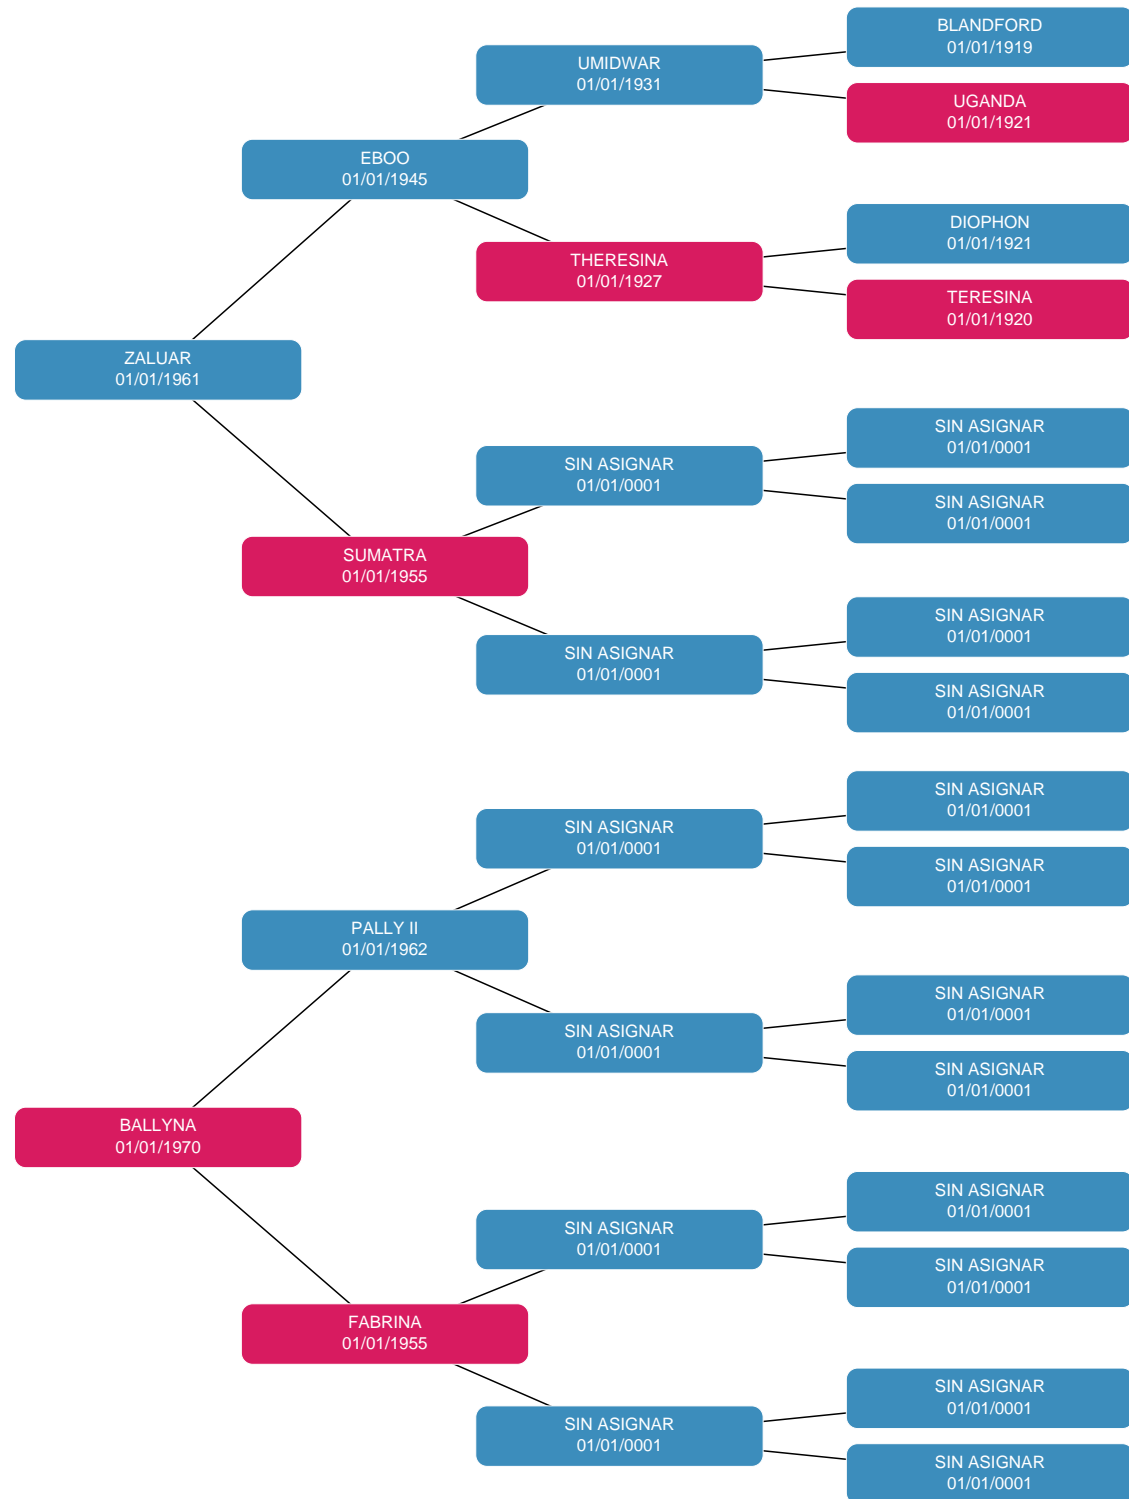 BLANDFORD
01/01/1919
UMIDWAR
01/01/1931
UGANDA
01/01/1921
EBOO
01/01/1945
DIOPHON
01/01/1921
THERESINA
01/01/1927
TERESINA
01/01/1920
ZALUAR
01/01/1961
SIN ASIGNAR
01/01/0001
SIN ASIGNAR
01/01/0001
SIN ASIGNAR
01/01/0001
SUMATRA
01/01/1955
SIN ASIGNAR
01/01/0001
SIN ASIGNAR
01/01/0001
SIN ASIGNAR
01/01/0001
SIN ASIGNAR
01/01/0001
SIN ASIGNAR
01/01/0001
SIN ASIGNAR
01/01/0001
PALLY II
01/01/1962
SIN ASIGNAR
01/01/0001
SIN ASIGNAR
01/01/0001
SIN ASIGNAR
01/01/0001
BALLYNA
01/01/1970
SIN ASIGNAR
01/01/0001
SIN ASIGNAR
01/01/0001
SIN ASIGNAR
01/01/0001
FABRINA
01/01/1955
SIN ASIGNAR
01/01/0001
SIN ASIGNAR
01/01/0001
SIN ASIGNAR
01/01/0001